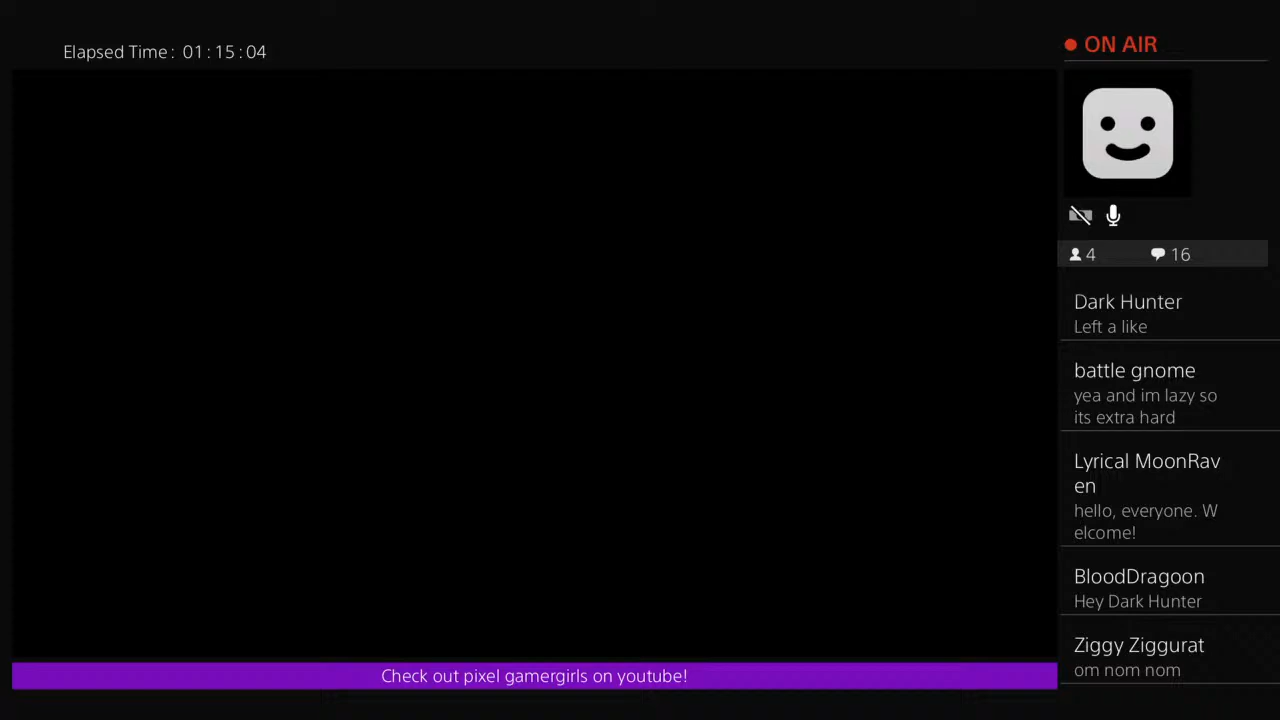 Elapsed Time: 01:15:04
ON AIR
4 16
Dark Hunter
Left a like
battle gnome
yea and im lazy so
its extra hard
Lyrical MoonRav
en
hello, everyone. W
elcome!
BloodDragoon
Hey Dark Hunter
Ziggy Ziggurat
om nom nom
Check out pixel gamergirls on youtube!